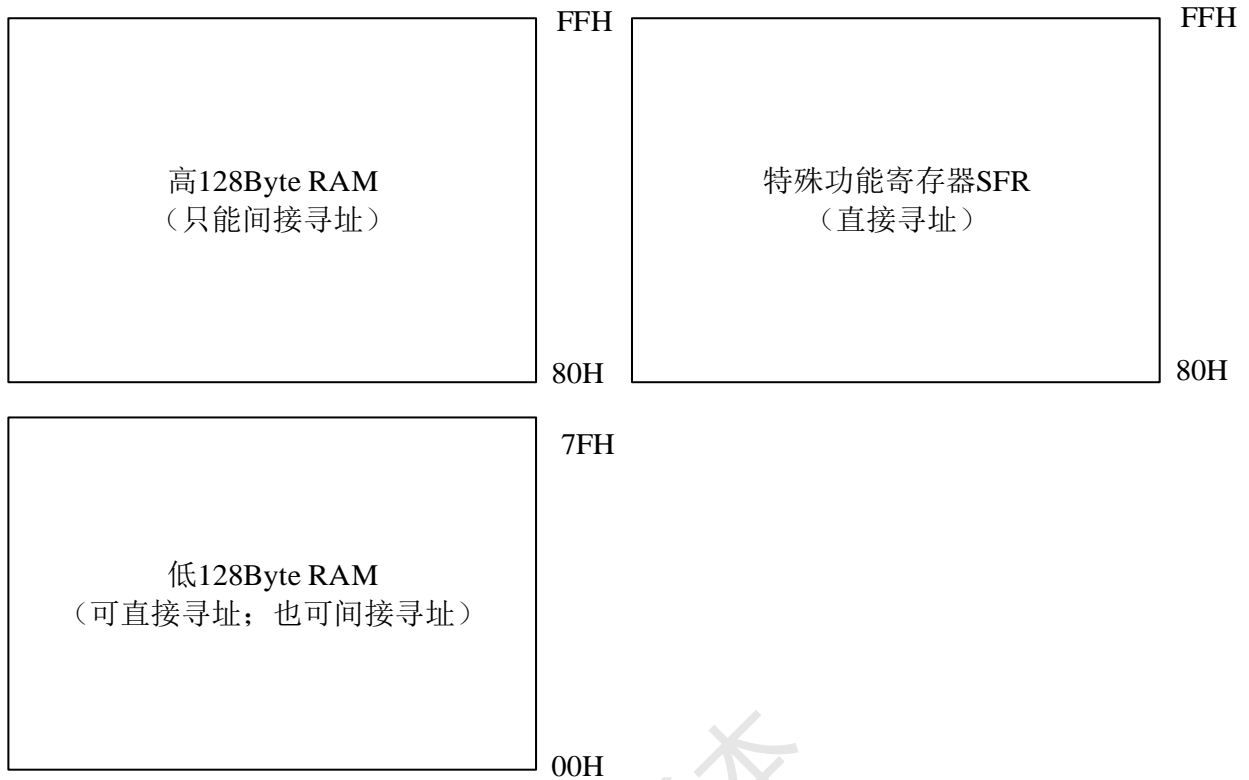 FFH
FFH
高128Byte RAM
（只能间接寻址）
特殊功能寄存器SFR
（直接寻址）
80H
80H
7FH
低128Byte RAM
（可直接寻址；也可间接寻址）
00H
本